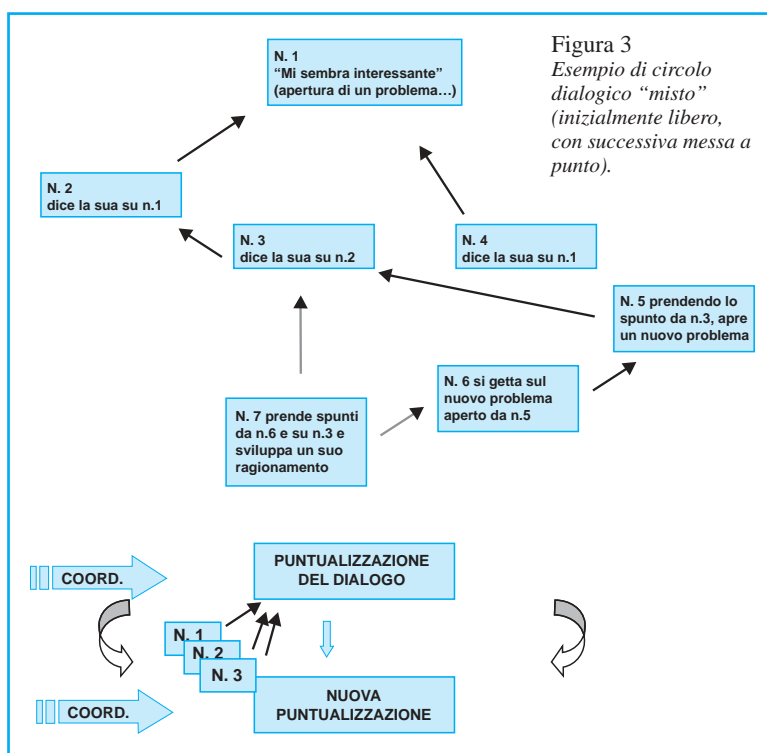 Figura 3
Esempio di circolo
dialogico “misto”
(inizialmente libero,
con successiva messa a
punto).
N. 1
“Mi sembra interessante”
(apertura di un problema…)
N. 2
dice la sua su n.1
N. 3
dice la sua su n.2
N. 4
dice la sua su n.1
N. 5 prendendo lo
spunto da n.3, apre
un nuovo problema
N. 6 si getta sul
nuovo problema
aperto da n.5
N. 7 prende spunti
da n.6 e su n.3 e
sviluppa un suo
ragionamento
COORD.
PUNTUALIZZAZIONE
DEL DIALOGO
N. 1
N. 2
N. 3
COORD.
NUOVA
PUNTUALIZZAZIONE